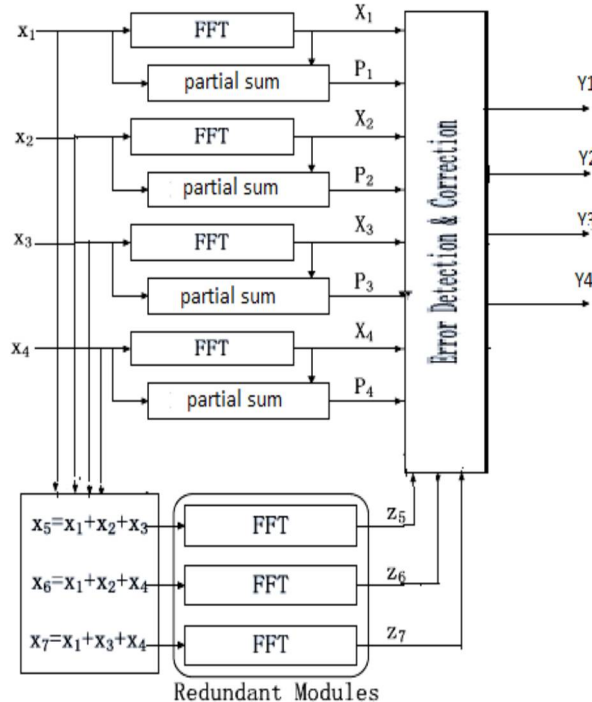 x₁ FFT X₁
partial sum P₁
Y1
x₂ FFT X₂
partial sum P₂
Y2
x₃ FFT X₃
partial sum P₃
Y3
x₄ FFT X₄
partial sum P₄
Y4
Error Detection & Correction
x₅=x₁+x₂+x₃ FFT z₅
x₆=x₁+x₂+x₄ FFT z₆
x₇=x₁+x₃+x₄ FFT z₇
Redundant Modules